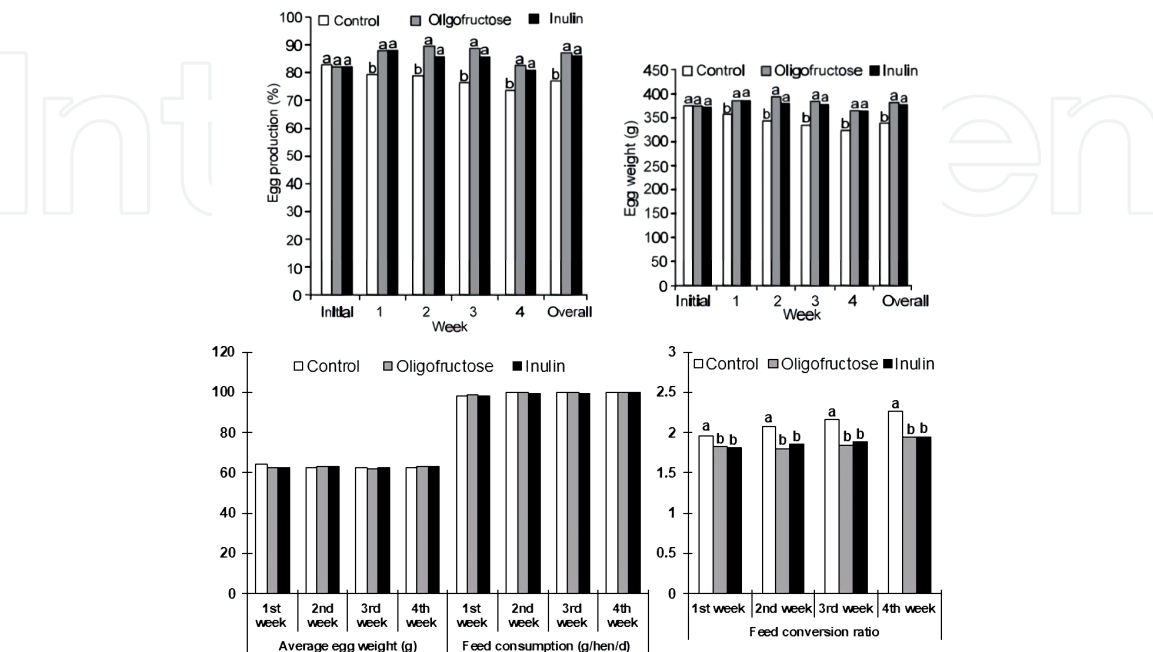 Int
en
Control Oligofructose Inulin
100
90
80
70
60
50
40
30
20
10
0
Egg production (%)
a a a
b a a
b a a
b a a
b a a
b a a
Initial 1 2 3 4 Overall
Week
Control Oligofructose Inulin
450
400
350
300
250
200
150
100
50
0
Egg weight (g)
a a a
b a a
b a a
b a a
b a a
b a a
Initial 1 2 3 4 Overall
Week
Control Oligofructose Inulin
120
100
80
60
40
20
0
1st week 2nd week 3rd week 4th week 1st week 2nd week 3rd week 4th week
Average egg weight (g) Feed consumption (g/hen/d)
Control Oligofructose Inulin
3
2.5
2
1.5
1
0.5
0
a b b
a b b
a b b
a b b
1st week 2nd week 3rd week 4th week
Feed conversion ratio